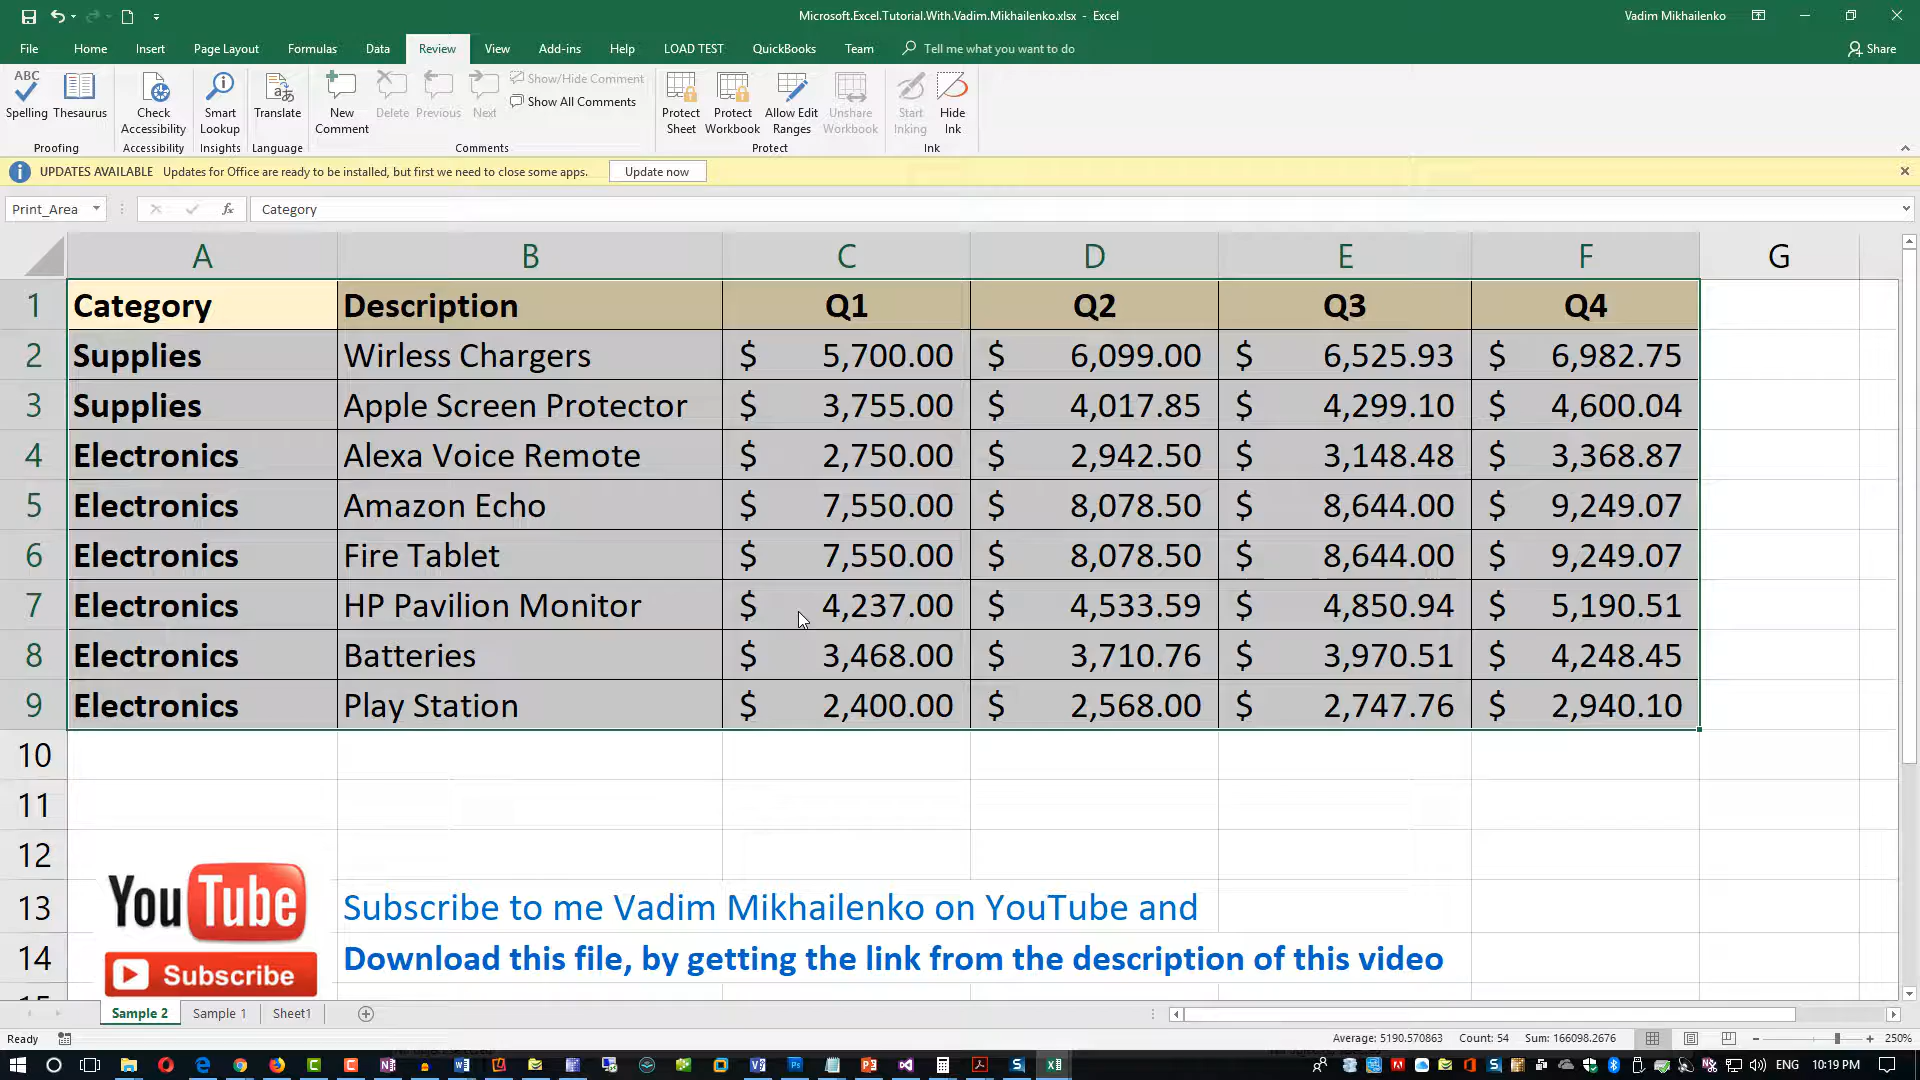 Microsoft.Excel.Tutorial.With.Vadim.Mikhailenko.xlsx - Excel
Vadim Mikhailenko
File Home Insert Page Layout Formulas Data Review View Add-ins Help LOAD TEST QuickBooks Team Tell me what you want to do Share
ABC
Spelling Thesaurus Check Accessibility Smart Lookup Translate New Comment Delete Previous Next Show/Hide Comment
Show All Comments
Protect Sheet Protect Workbook Allow Edit Ranges Unshare Workbook Start Inking Hide Ink
Proofing Accessibility Insights Language Comments Protect Ink
UPDATES AVAILABLE Updates for Office are ready to be installed, but first we need to close some apps. Update now
Print_Area fx Category
A B C D E F G
1 Category Description Q1 Q2 Q3 Q4
2 Supplies Wirless Chargers $ 5,700.00 $ 6,099.00 $ 6,525.93 $ 6,982.75
3 Supplies Apple Screen Protector $ 3,755.00 $ 4,017.85 $ 4,299.10 $ 4,600.04
4 Electronics Alexa Voice Remote $ 2,750.00 $ 2,942.50 $ 3,148.48 $ 3,368.87
5 Electronics Amazon Echo $ 7,550.00 $ 8,078.50 $ 8,644.00 $ 9,249.07
6 Electronics Fire Tablet $ 7,550.00 $ 8,078.50 $ 8,644.00 $ 9,249.07
7 Electronics HP Pavilion Monitor $ 4,237.00 $ 4,533.59 $ 4,850.94 $ 5,190.51
8 Electronics Batteries $ 3,468.00 $ 3,710.76 $ 3,970.51 $ 4,248.45
9 Electronics Play Station $ 2,400.00 $ 2,568.00 $ 2,747.76 $ 2,940.10
10
11
12
13 YouTube Subscribe to me Vadim Mikhailenko on YouTube and
14 Subscribe Download this file, by getting the link from the description of this video
Sample 2 Sample 1 Sheet1
Ready Average: 5190.570863 Count: 54 Sum: 166098.2676 250%
ENG 10:19 PM